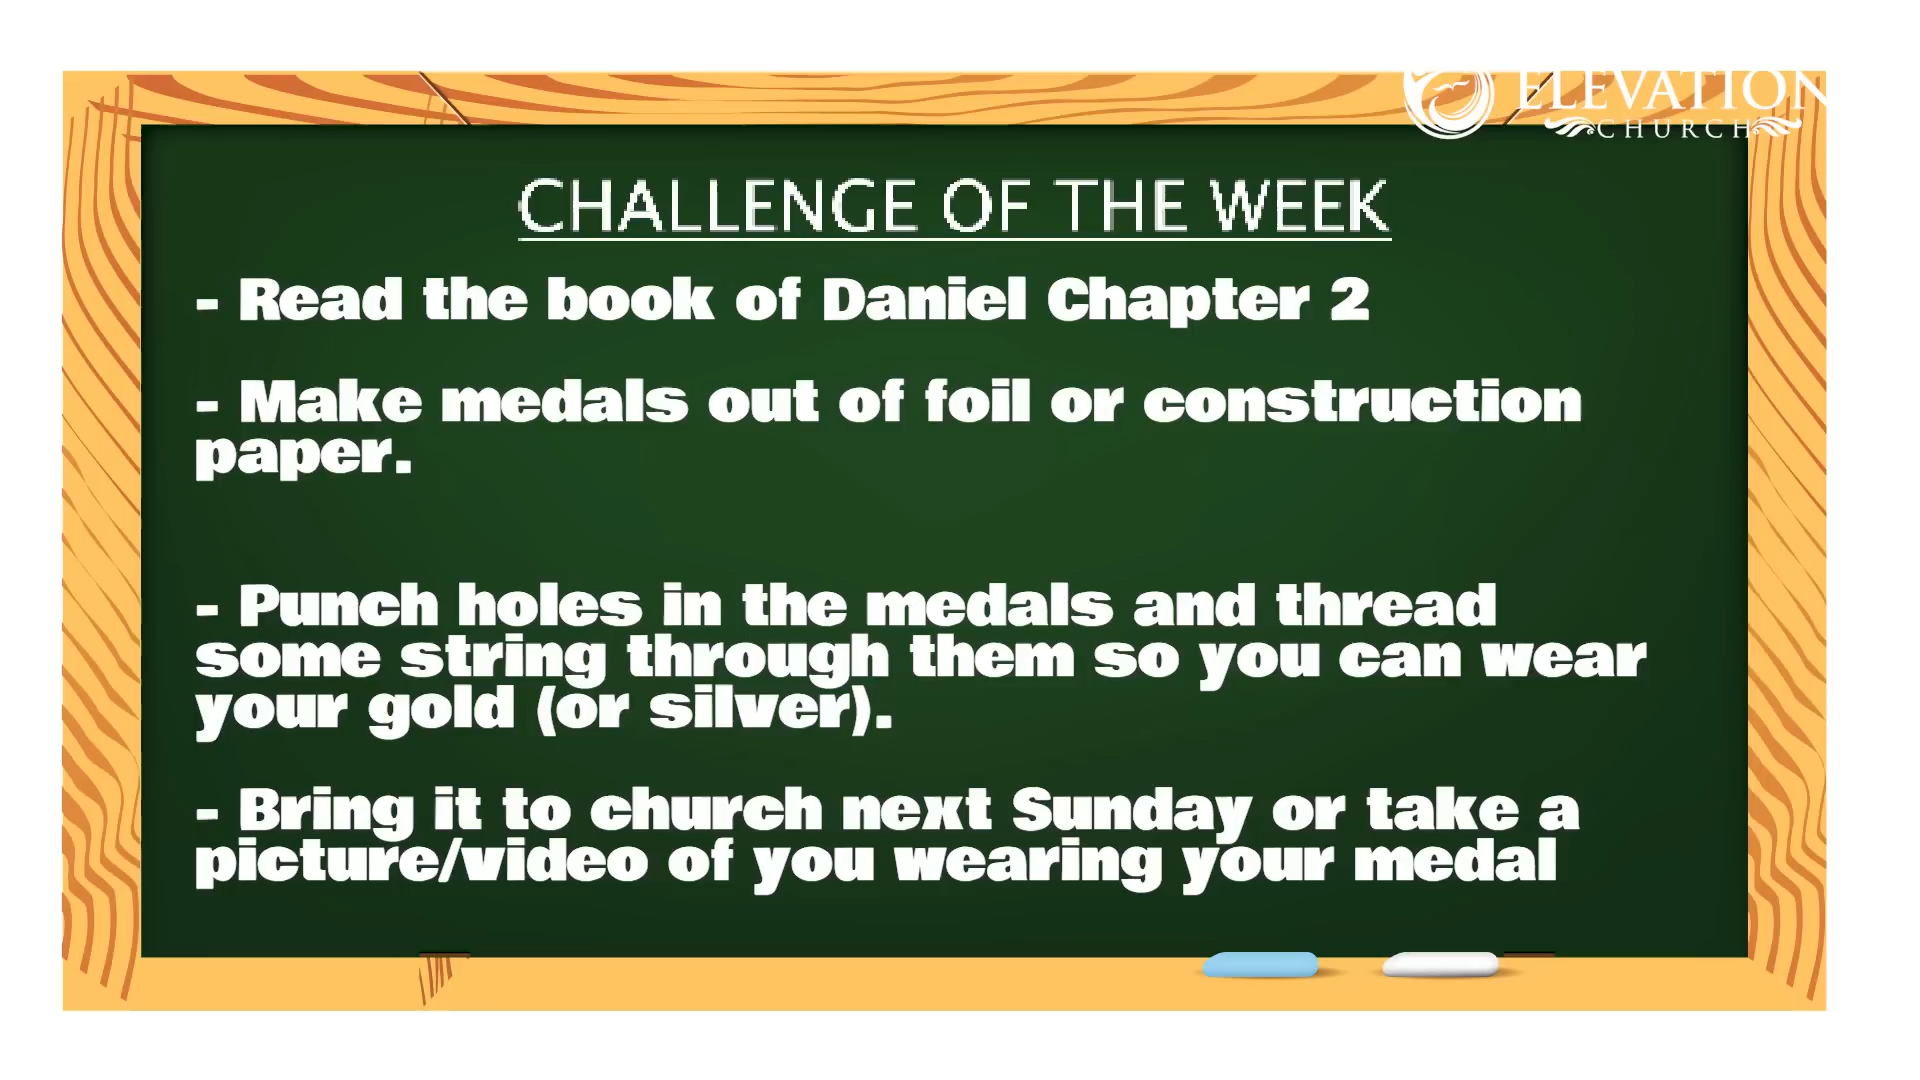 ELEVATION
CHURCH
CHALLENGE OF THE WEEK
- Read the book of Daniel Chapter 2
- Make medals out of foil or construction
paper.
- Punch holes in the medals and thread
some string through them so you can wear
your gold (or silver).
- Bring it to church next Sunday or take a
picture/video of you wearing your medal